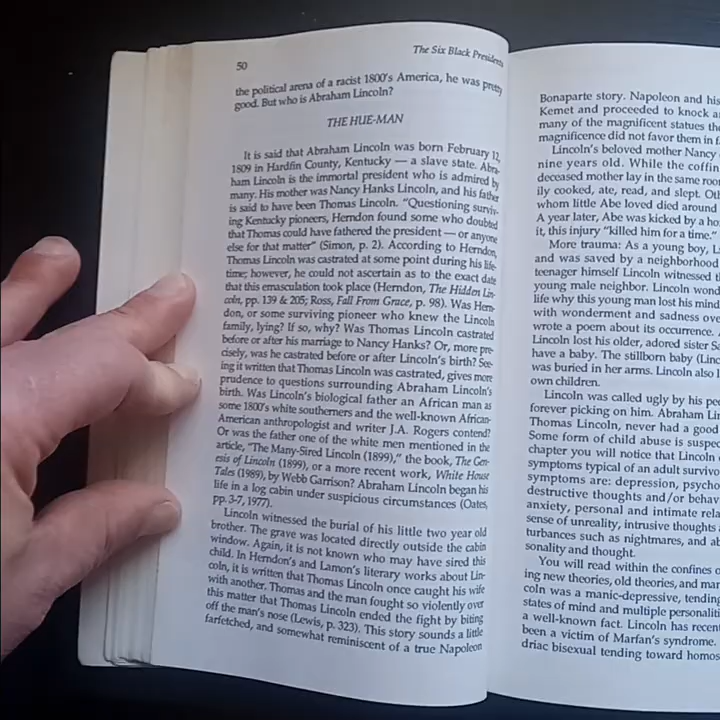 50
The Six Black Presidents
the political arena of a racist 1800's America, he was pretty
good. But who is Abraham Lincoln?
THE HUE-MAN
It is said that Abraham Lincoln was born February 12,
1809 in Hardin County, Kentucky — a slave state. Abra-
ham Lincoln is the immortal president who is admired by
many. His mother was Nancy Hanks Lincoln, and his father
is said to have been Thomas Lincoln. "Questioning surviv-
ing Kentucky pioneers, Herndon found some who doubted
that Thomas could have fathered the president — or anyone
else for that matter" (Simon, p. 2). According to Herndon,
Thomas Lincoln was castrated at some point during his life-
time; however, he could not ascertain as to the exact date
that this emasculation took place (Herndon, The Hidden Lin-
coln, pp. 139 & 205; Ross, Fall From Grace, p. 98). Was Hern-
don, or some surviving pioneer who knew the Lincoln
family, lying? If so, why? Was Thomas Lincoln castrated
before or after his marriage to Nancy Hanks? Or, more pre-
cisely, was he castrated before or after Lincoln's birth? See-
ing it written that Thomas Lincoln was castrated, gives more
prudence to questions surrounding Abraham Lincoln's
birth. Was Lincoln's biological father an African man as
some 1800's white southerners and the well-known African-
American anthropologist and writer J.A. Rogers contend?
Or was the father one of the white men mentioned in the
article, "The Many-Sired Lincoln (1899)," the book, The Gen-
esis of Lincoln (1899), or a more recent work, White House
Tales (1989), by Webb Garrison? Abraham Lincoln began his
life in a log cabin under suspicious circumstances (Oates,
pp. 3-7, 1977).
Lincoln witnessed the burial of his little two year old
brother. The grave was located directly outside the cabin
window. Again, it is not known who may have sired this
child. In Herndon's and Lamon's literary works about Lin-
coln, it is written that Thomas Lincoln once caught his wife
with another. Thomas and the man fought so violently over
this matter that Thomas Lincoln ended the fight by biting
off the man's nose (Lewis, p. 323). This story sounds a little
farfetched, and somewhat reminiscent of a true Napoleon
Bonaparte story. Napoleon and his
Kemet and proceeded to knock
many of the magnificent statues
magnificence did not favor them in
Lincoln's beloved mother Nancy
nine years old. While the coffin
deceased mother lay in the same
ily cooked, ate, read, and slept.
whom little Abe loved died around
A year later, Abe was kicked by a
it, this injury "killed him for a time."
More trauma: As a young boy,
and was saved by a neighborhood
teenager himself Lincoln witnessed
young male neighbor. Lincoln
life why this young man lost his mind
with wonderment and sadness
wrote a poem about its occurrence.
Lincoln lost his older, adored sister
have a baby. The stillborn baby
was buried in her arms. Lincoln also
own children.
Lincoln was called ugly by his
forever picking on him. Abraham
Thomas Lincoln, never had a good
Some form of child abuse is
chapter you will notice that Lincoln
symptoms typical of an adult
symptoms are: depression,
destructive thoughts and/or
anxiety, personal and intimate
sense of unreality, intrusive thoughts
turbances such as nightmares, and
sonality and thought.
You will read within the confines
ing new theories, old theories, and
coln was a manic-depressive, tending
states of mind and multiple
a well-known fact. Lincoln has
been a victim of Marfan's syndrome.
driac bisexual tending toward